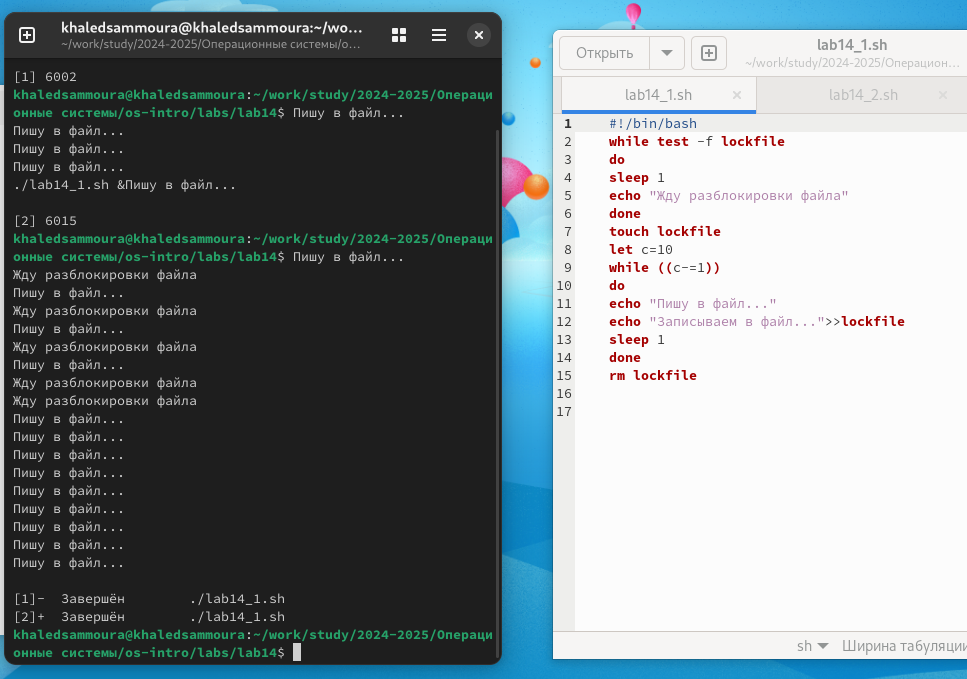 khaledsammoura@khaledsammoura:~/wo...
~/work/study/2024-2025/Операционные системы/o...
[1] 6002
khaledsammoura@khaledsammoura:~/work/study/2024-2025/Операци
онные системы/os-intro/labs/lab14$ Пишу в файл...
Пишу в файл...
Пишу в файл...
Пишу в файл...
./lab14_1.sh &Пишу в файл...
[2] 6015
khaledsammoura@khaledsammoura:~/work/study/2024-2025/Операци
онные системы/os-intro/labs/lab14$ Пишу в файл...
Жду разблокировки файла
Пишу в файл...
Жду разблокировки файла
Пишу в файл...
Жду разблокировки файла
Пишу в файл...
Жду разблокировки файла
Жду разблокировки файла
Пишу в файл...
Пишу в файл...
Пишу в файл...
Пишу в файл...
Пишу в файл...
Пишу в файл...
Пишу в файл...
Пишу в файл...
Пишу в файл...
[1]-  Завершён        ./lab14_1.sh
[2]+  Завершён        ./lab14_1.sh
khaledsammoura@khaledsammoura:~/work/study/2024-2025/Операци
онные системы/os-intro/labs/lab14$
Открыть
lab14_1.sh
~/work/study/2024-2025/Операцион...
lab14_1.sh
lab14_2.sh
1 #!/bin/bash
2 while test -f lockfile
3 do
4 sleep 1
5 echo "Жду разблокировки файла"
6 done
7 touch lockfile
8 let c=10
9 while ((c-=1))
10 do
11 echo "Пишу в файл..."
12 echo "Записываем в файл...">>lockfile
13 sleep 1
14 done
15 rm lockfile
16
17
sh
Ширина табуляции